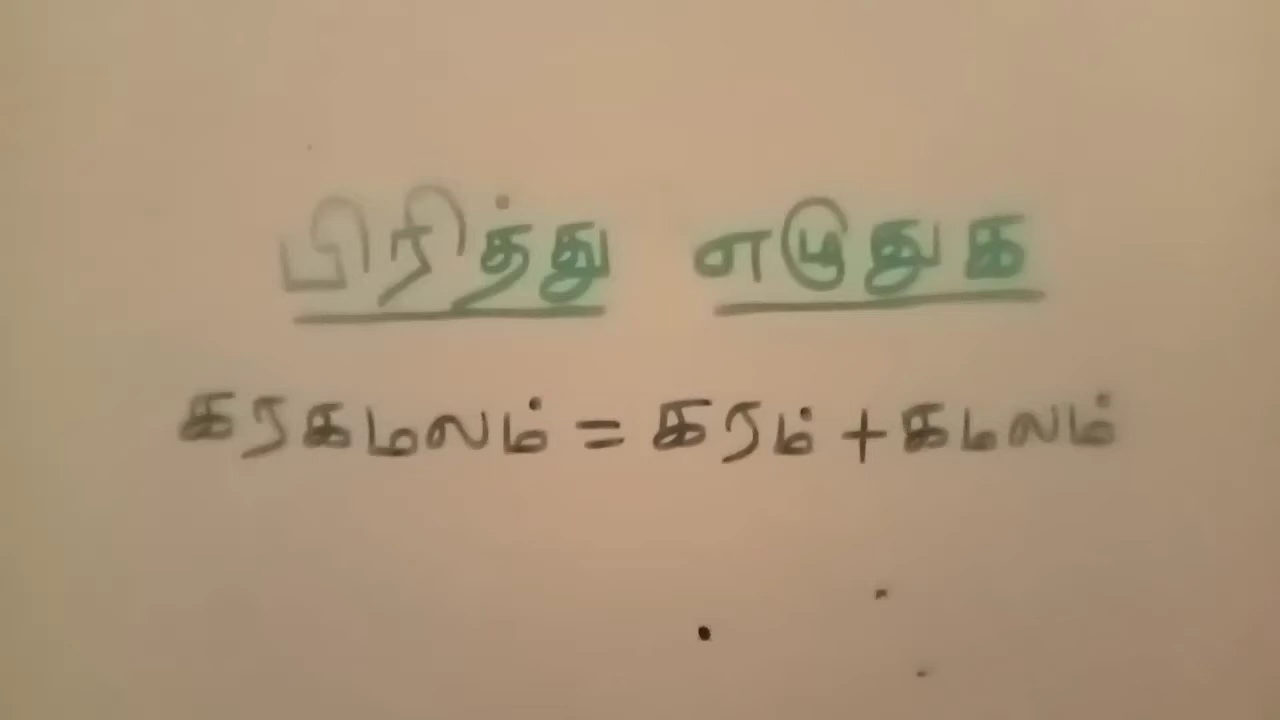 பிரித்து எழுதுக
கரகமலம் = கரம் + கமலம்